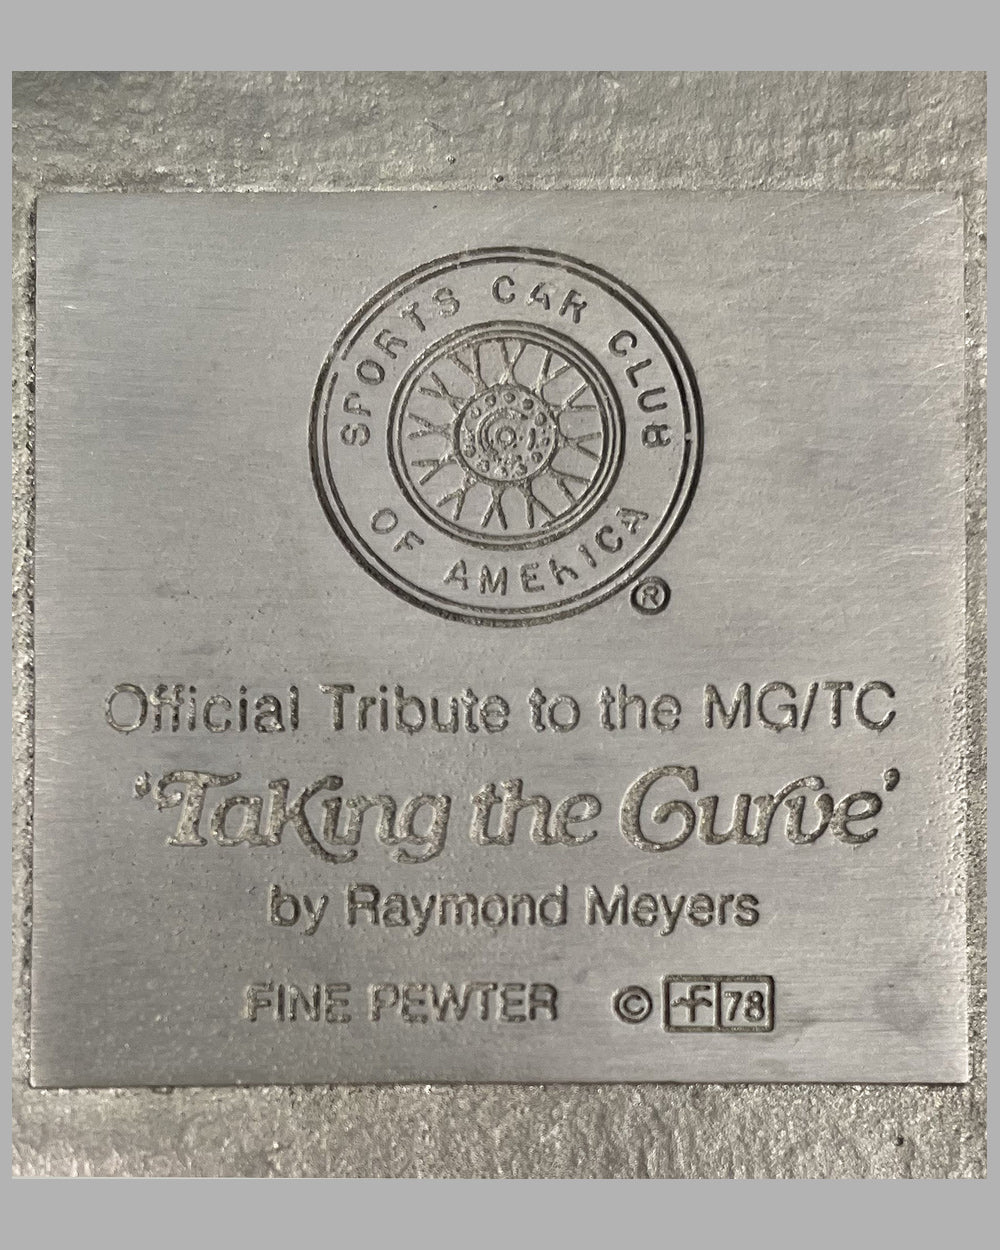 SPORTS CAR CLUB
OF AMERICA
®
Official Tribute to the MG/TC
‘Taking the Curve’
by Raymond Meyers
FINE PEWTER © f 78